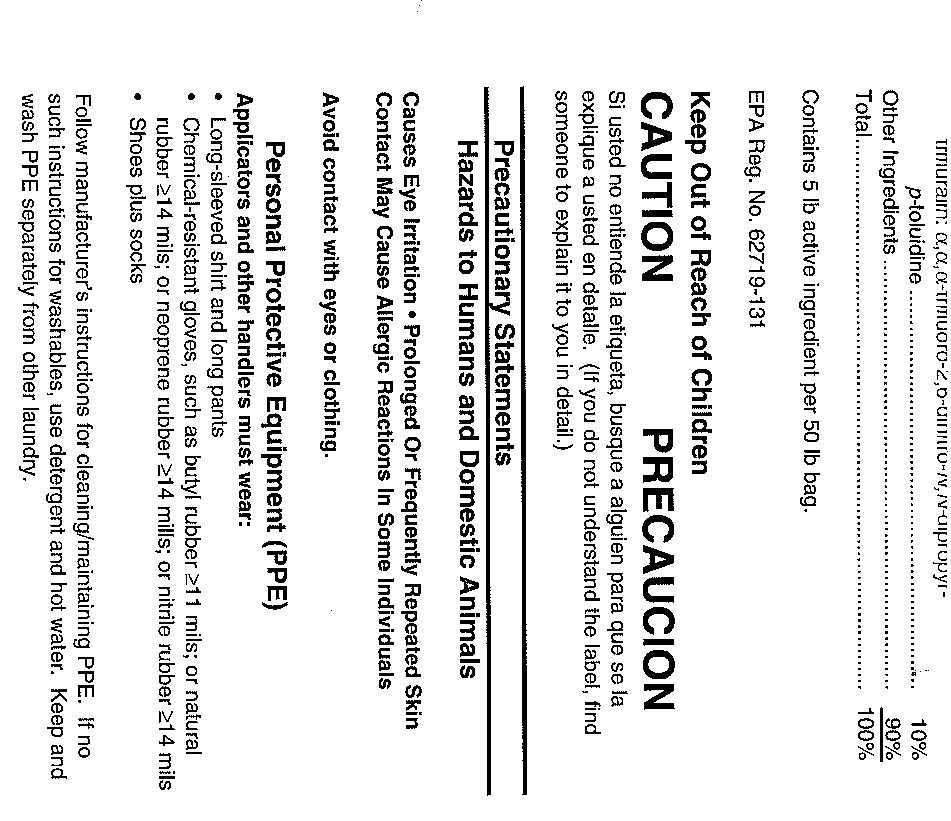 trifluralin: α,α,α-trifluoro-2,6-dinitro-N,N-dipropyl-
p-toluidine ........................................................ 10%
Other Ingredients ............................................................ 90%
Total................................................................................. 100%
Contains 5 lb active ingredient per 50 lb bag.
EPA Reg. No. 62719-131
Keep Out of Reach of Children
CAUTION PRECAUCION
Si usted no entiende la etiqueta, busque a alguien para que se la
explique a usted en detalle. (If you do not understand the label, find
someone to explain it to you in detail.)
Precautionary Statements
Hazards to Humans and Domestic Animals
Causes Eye Irritation • Prolonged Or Frequently Repeated Skin
Contact May Cause Allergic Reactions In Some Individuals
Avoid contact with eyes or clothing.
Personal Protective Equipment (PPE)
Applicators and other handlers must wear:
• Long-sleeved shirt and long pants
• Chemical-resistant gloves, such as butyl rubber ≥11 mils; or natural
rubber ≥14 mils; or neoprene rubber ≥14 mills; or nitrile rubber ≥14 mils
• Shoes plus socks
Follow manufacturer's instructions for cleaning/maintaining PPE. If no
such instructions for washables, use detergent and hot water. Keep and
wash PPE separately from other laundry.